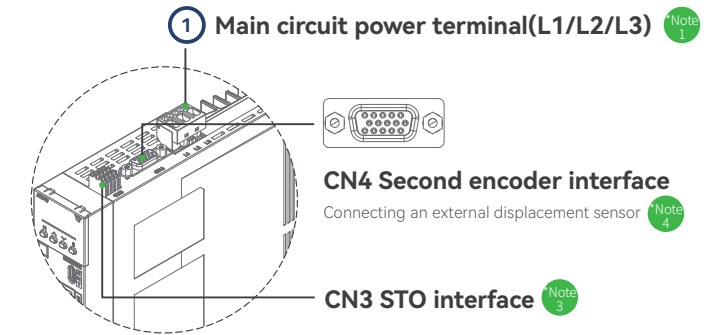 1 Main circuit power terminal(L1/L2/L3) *Note 1
CN4 Second encoder interface
Connecting an external displacement sensor *Note 4
CN3 STO interface *Note 3